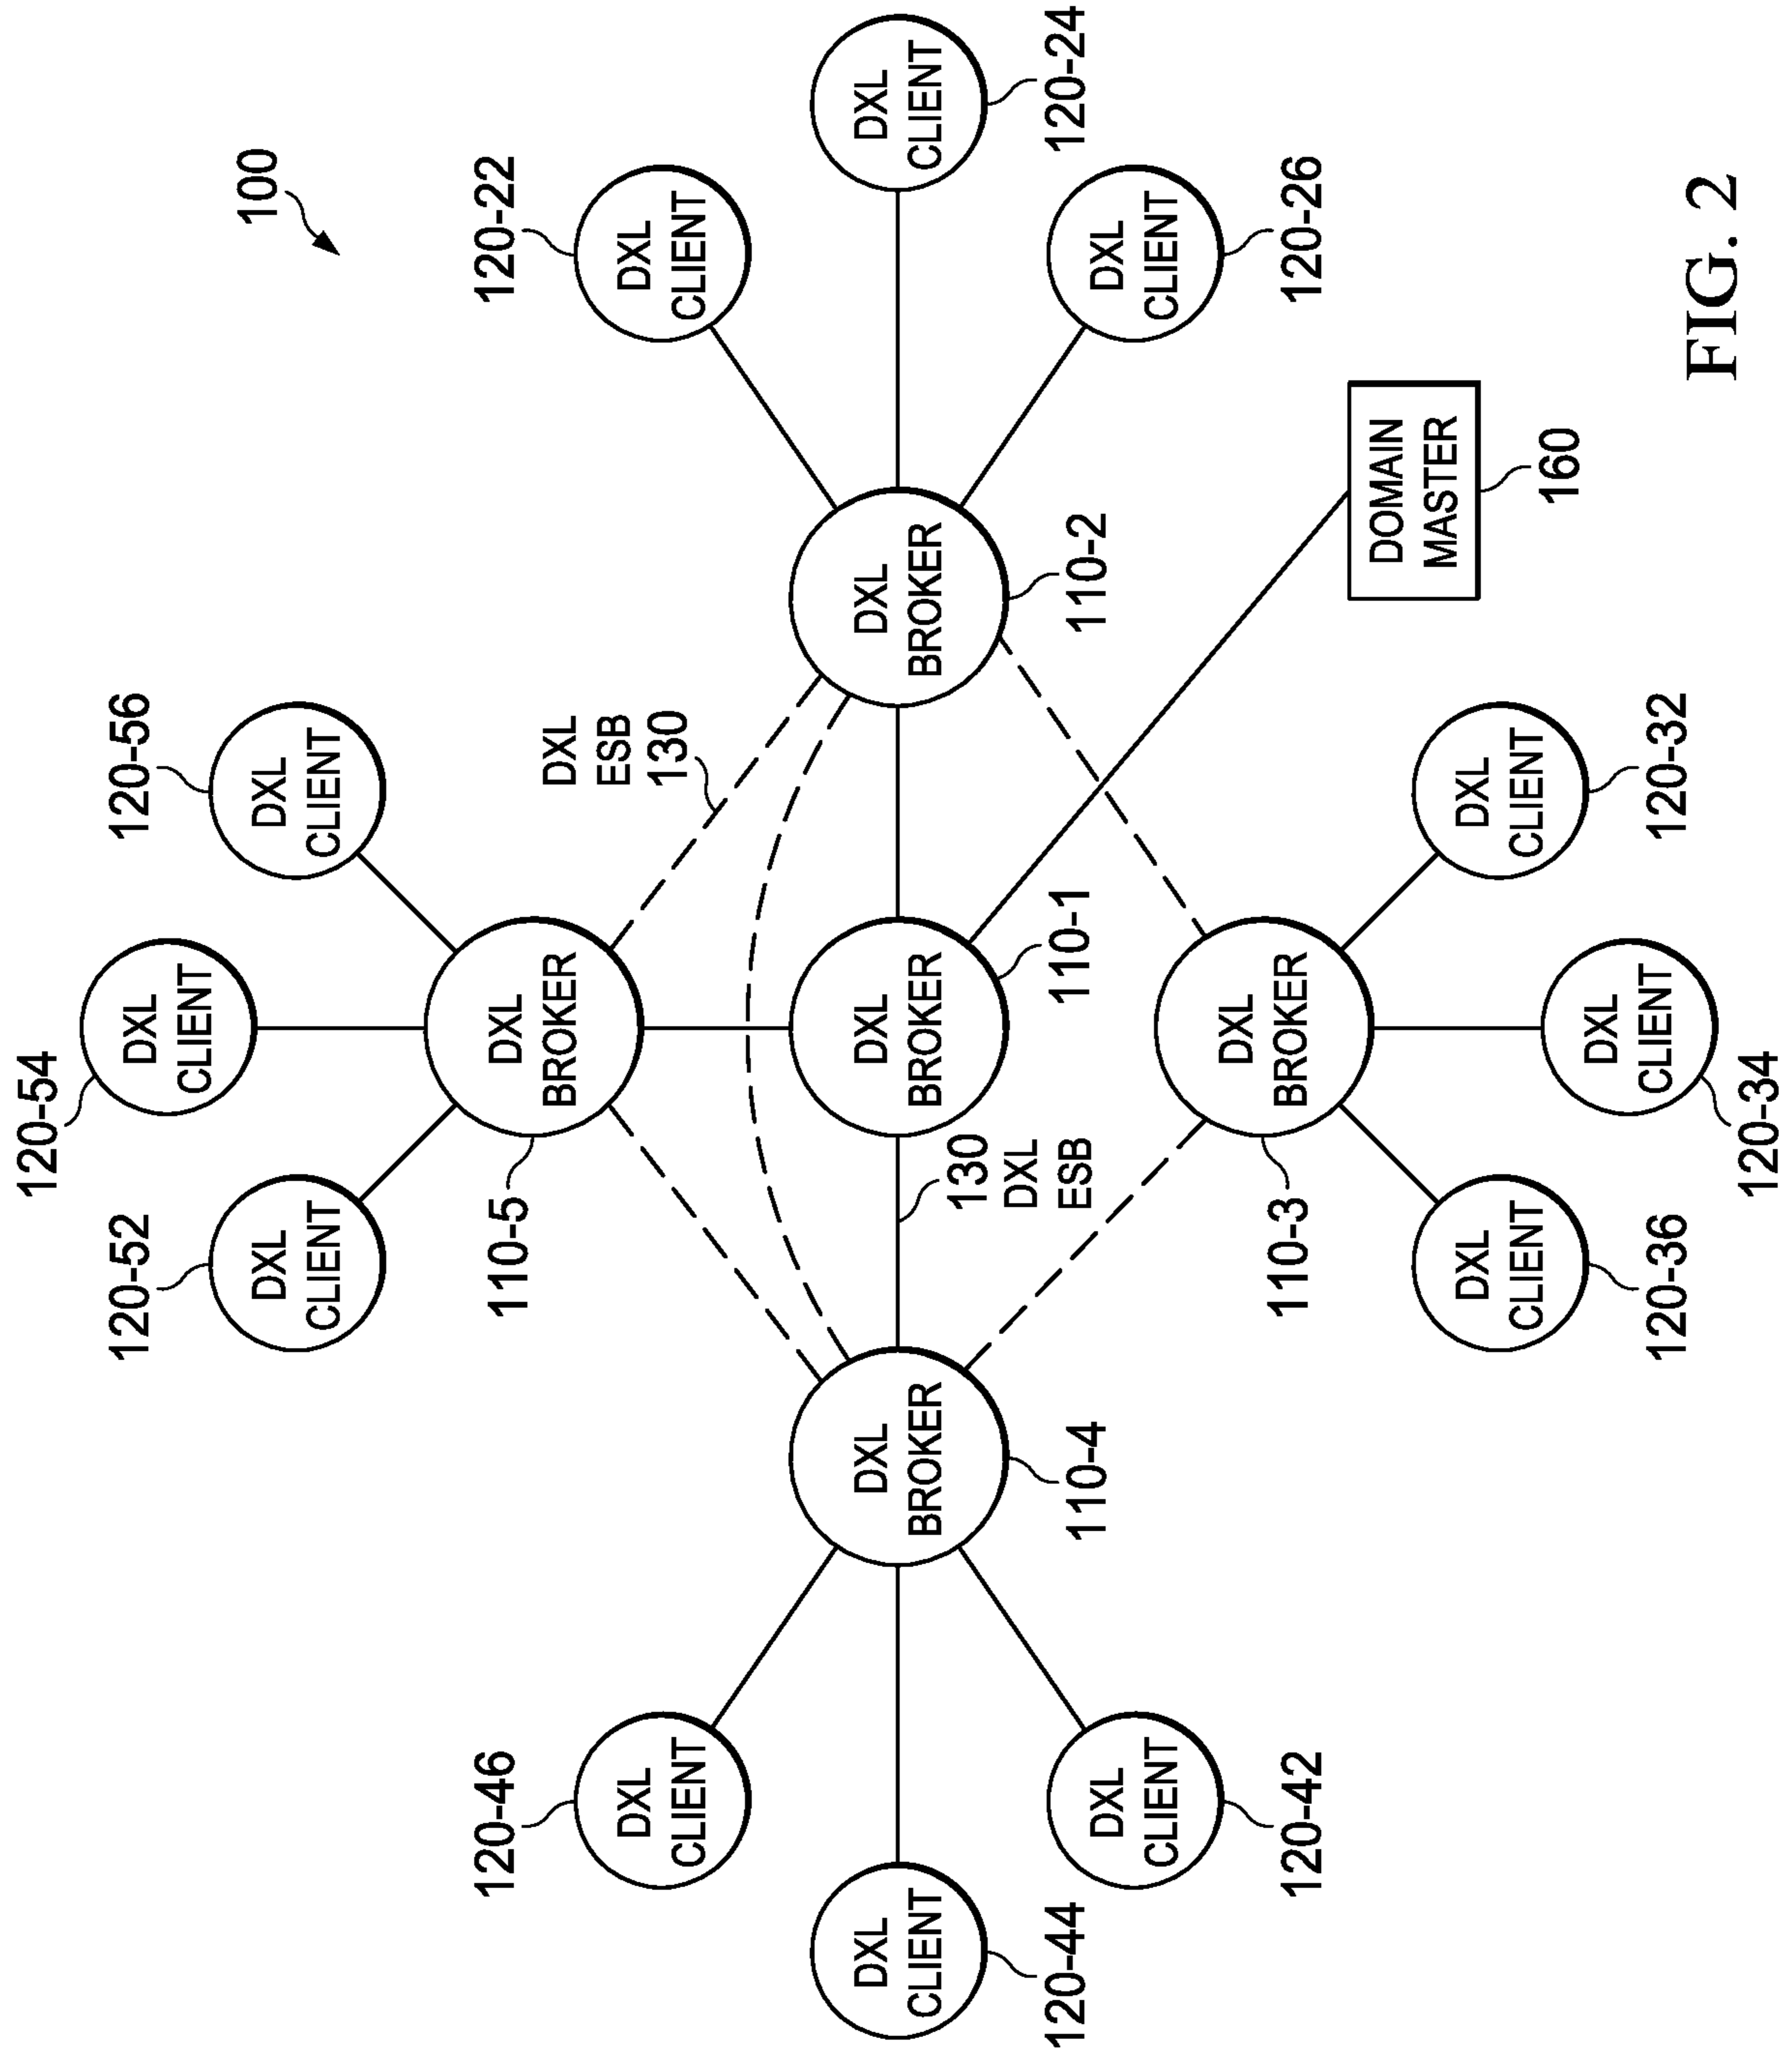 100
120-54
DXL
CLIENT
120-52
DXL
CLIENT
120-56
DXL
CLIENT
110-5
DXL
BROKER
DXL
ESB
130
120-46
DXL
CLIENT
120-22
DXL
CLIENT
120-44
DXL
CLIENT
110-4
DXL
BROKER
130
DXL
ESB
DXL
BROKER
110-1
DXL
BROKER
110-2
DXL
CLIENT
120-24
DXL
CLIENT
120-42
DXL
CLIENT
120-26
110-3
DXL
BROKER
DOMAIN
MASTER
160
DXL
CLIENT
120-36
DXL
CLIENT
120-32
DXL
CLIENT
120-34
FIG. 2